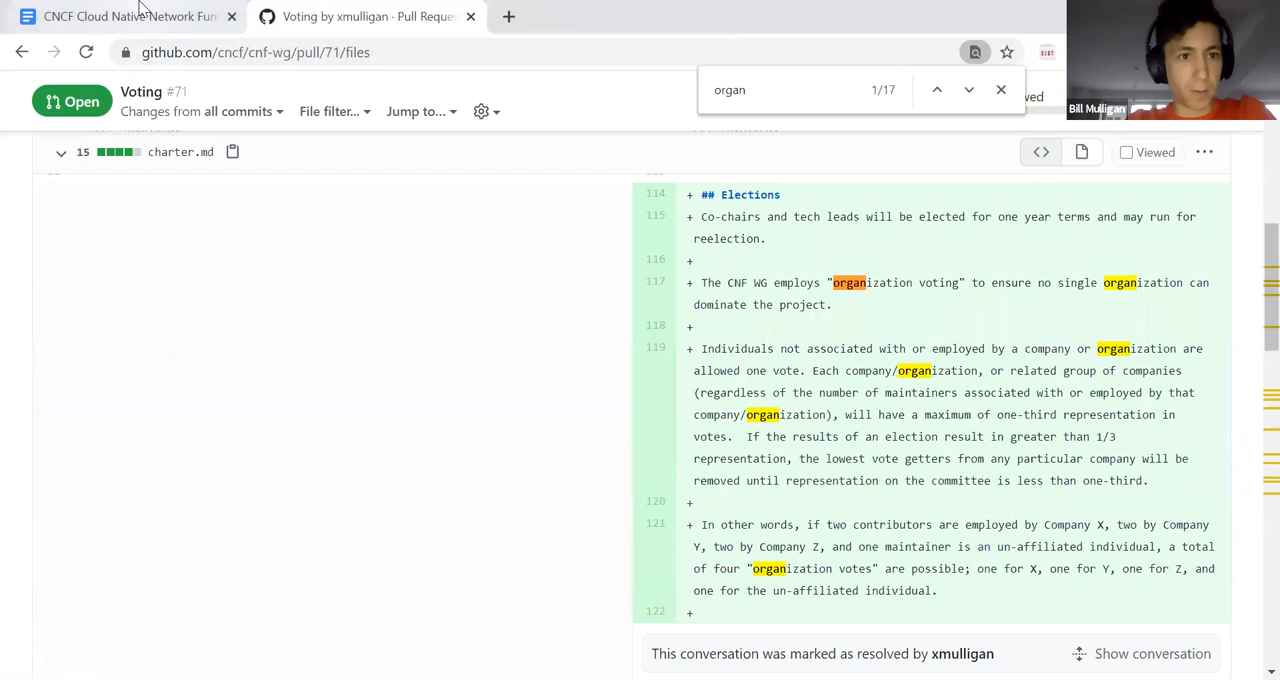 CNCF Cloud Native Network Fun
Voting by xmulligan · Pull Reque
github.com/cncf/cnf-wg/pull/71/files
organ 1/17
Open
Voting #71
Changes from all commits
File filter...
Jump to...
Bill Mulligan
15 charter.md
Viewed
114 + ## Elections
115 + Co-chairs and tech leads will be elected for one year terms and may run for
reelection.
116 +
117 + The CNF WG employs "organization voting" to ensure no single organization can
dominate the project.
118 +
119 + Individuals not associated with or employed by a company or organization are
allowed one vote. Each company/organization, or related group of companies
(regardless of the number of maintainers associated with or employed by that
company/organization), will have a maximum of one-third representation in
votes. If the results of an election result in greater than 1/3
representation, the lowest vote getters from any particular company will be
removed until representation on the committee is less than one-third.
120 +
121 + In other words, if two contributors are employed by Company X, two by Company
Y, two by Company Z, and one maintainer is an un-affiliated individual, a total
of four "organization votes" are possible; one for X, one for Y, one for Z, and
one for the un-affiliated individual.
122 +
This conversation was marked as resolved by xmulligan
Show conversation